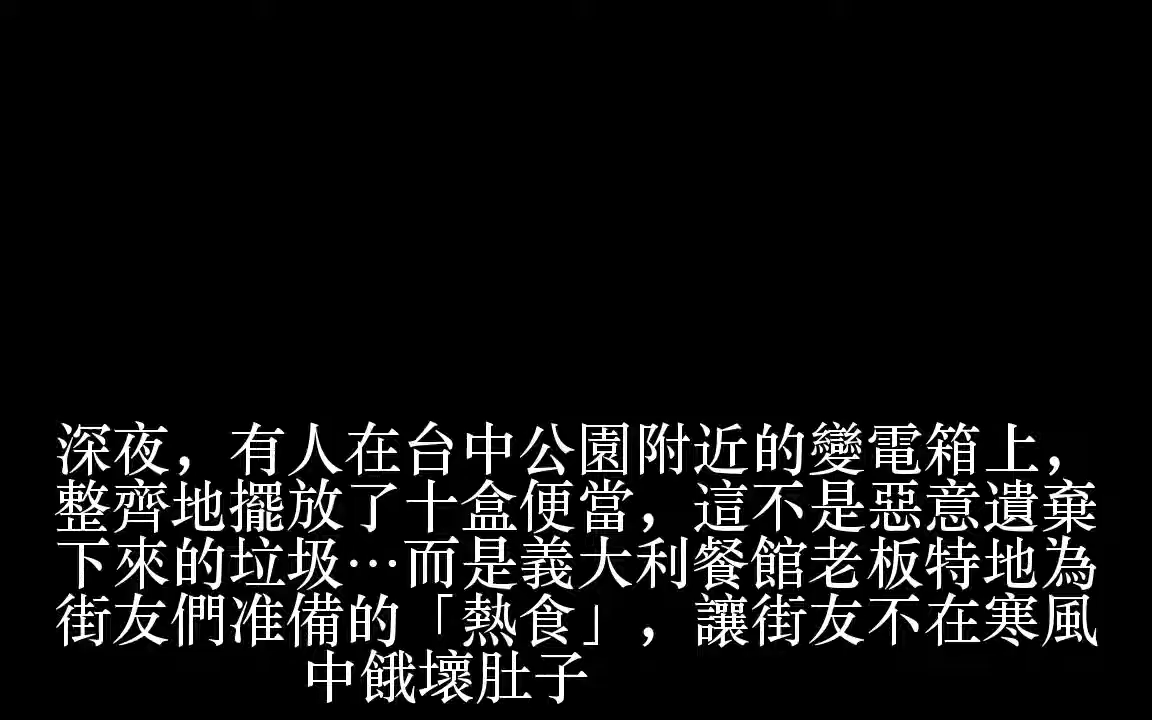 深夜，有人在台中公園附近的變電箱上，
整齊地擺放了十盒便當，這不是惡意遺棄
下來的垃圾…而是義大利餐館老板特地為
街友們准備的「熱食」，讓街友不在寒風
中餓壞肚子